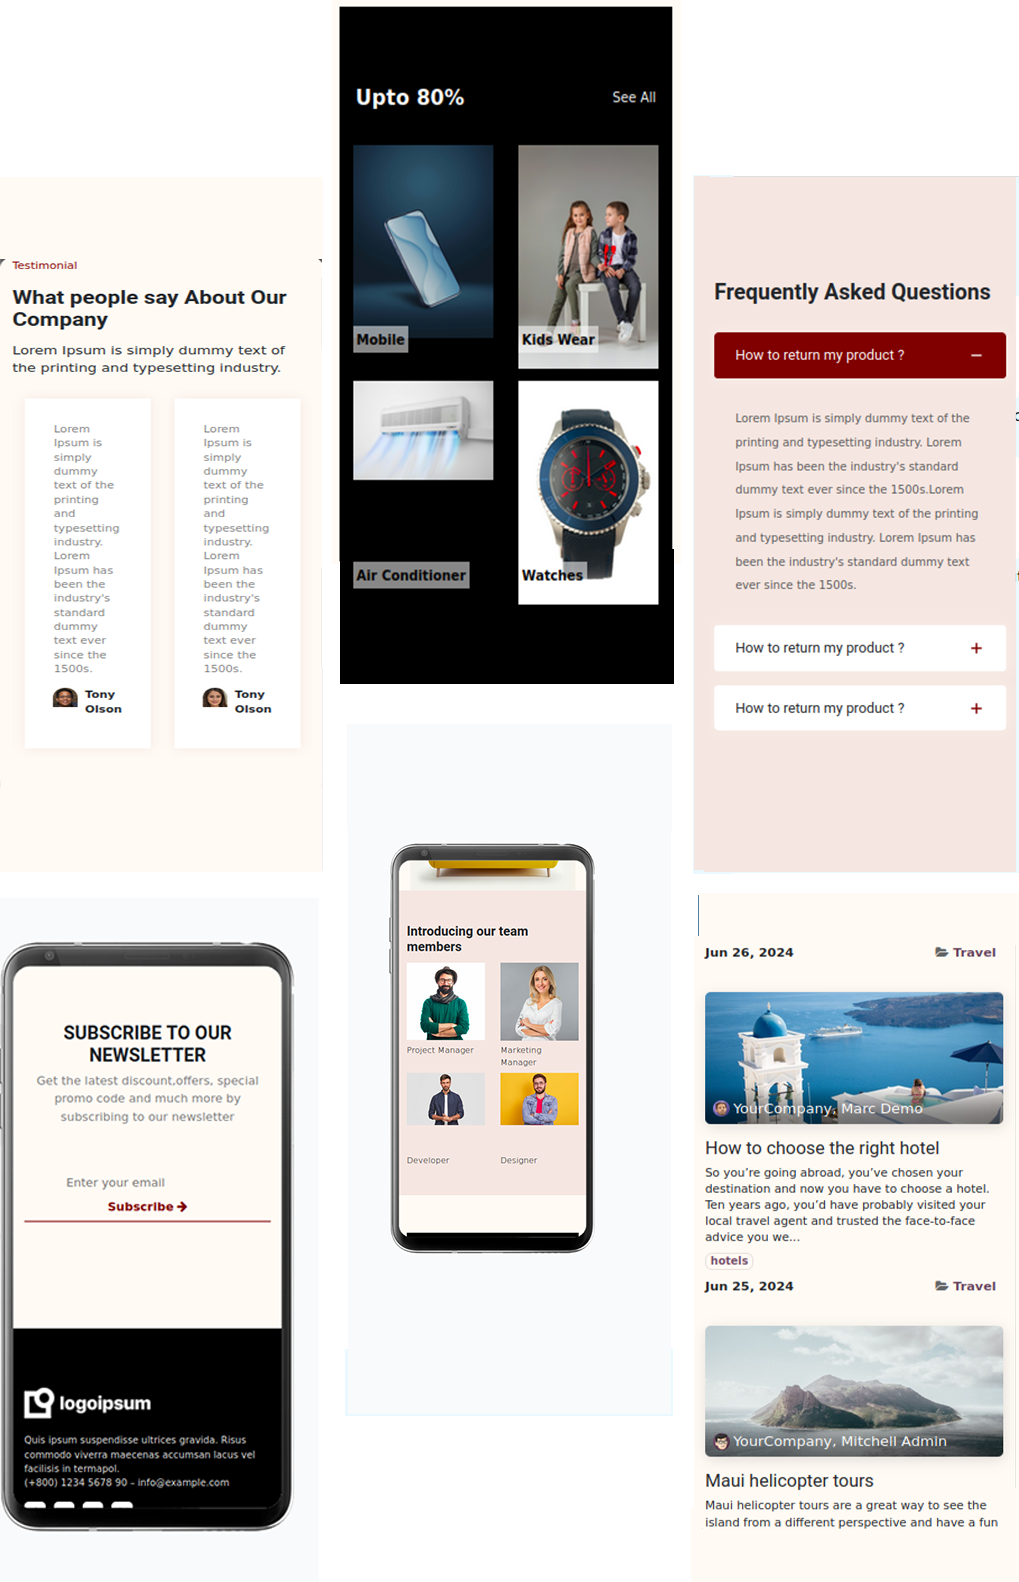 Testimonial
What people say About Our
Company
Lorem Ipsum is simply dummy text of
the printing and typesetting industry.
Lorem
Ipsum is
simply
dummy
text of the
printing
and
typesetting
industry.
Lorem
Ipsum has
been the
industry's
standard
dummy
text ever
since the
1500s.
Tony
Olson
Lorem
Ipsum is
simply
dummy
text of the
printing
and
typesetting
industry.
Lorem
Ipsum has
been the
industry's
standard
dummy
text ever
since the
1500s.
Tony
Olson
Upto 80%
See All
Mobile
Kids Wear
Air Conditioner
Watches
Frequently Asked Questions
How to return my product ?
Lorem Ipsum is simply dummy text of the
printing and typesetting industry. Lorem
Ipsum has been the industry's standard
dummy text ever since the 1500s.Lorem
Ipsum is simply dummy text of the printing
and typesetting industry. Lorem Ipsum has
been the industry's standard dummy text
ever since the 1500s.
How to return my product ?
How to return my product ?
SUBSCRIBE TO OUR
NEWSLETTER
Get the latest discount,offers, special
promo code and much more by
subscribing to our newsletter
Enter your email
Subscribe
logoipsum
Quis ipsum suspendisse ultrices gravida. Risus
commodo viverra maecenas accumsan lacus vel
facilisis in termapol.
(+800) 1234 5678 90 – info@example.com
Introducing our team
members
Project Manager
Marketing
Manager
Developer
Designer
Jun 26, 2024
Travel
YourCompany, Marc Demo
How to choose the right hotel
So you’re going abroad, you’ve chosen your
destination and now you have to choose a hotel.
Ten years ago, you’d have probably visited your
local travel agent and trusted the face-to-face
advice you we...
hotels
Jun 25, 2024
Travel
YourCompany, Mitchell Admin
Maui helicopter tours
Maui helicopter tours are a great way to see the
island from a different perspective and have a fun